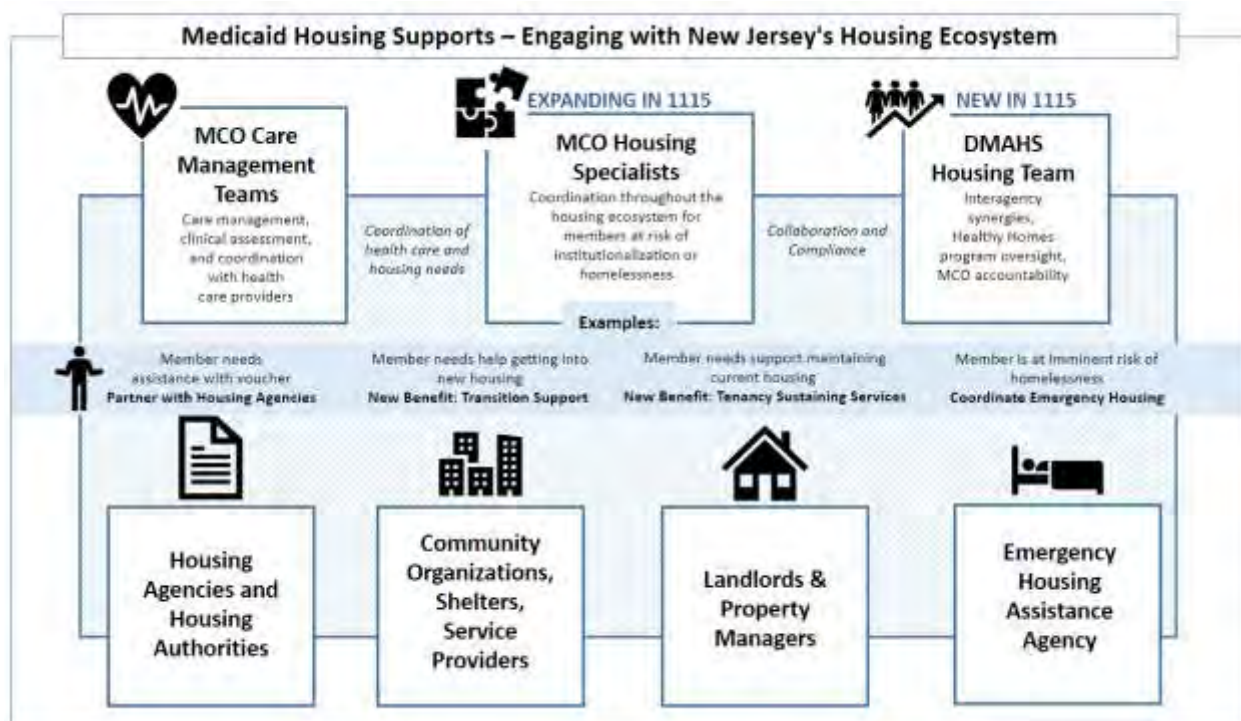 Medicaid Housing Supports – Engaging with New Jersey's Housing Ecosystem
MCO Care
Management
Teams
Care management,
clinical assessment,
and coordination
with health
care providers
Coordination of
health care and
housing needs
EXPANDING IN 1115
MCO Housing
Specialists
Coordination throughout the
housing ecosystem for
members at risk of
institutionalization or
homelessness
Collaboration and
Compliance
NEW IN 1115
DMAHS
Housing Team
Interagency
synergies,
Healthy Homes
program oversight,
MCO accountability
Examples:
Member needs
assistance with voucher
Partner with Housing Agencies
Member needs help getting into
new housing
New Benefit: Transition Support
Member needs support maintaining
current housing
New Benefit: Tenancy Sustaining Services
Member is at imminent risk of
homelessness
Coordinate Emergency Housing
Housing
Agencies and
Housing
Authorities
Community
Organizations,
Shelters,
Service
Providers
Landlords &
Property
Managers
Emergency
Housing
Assistance
Agency